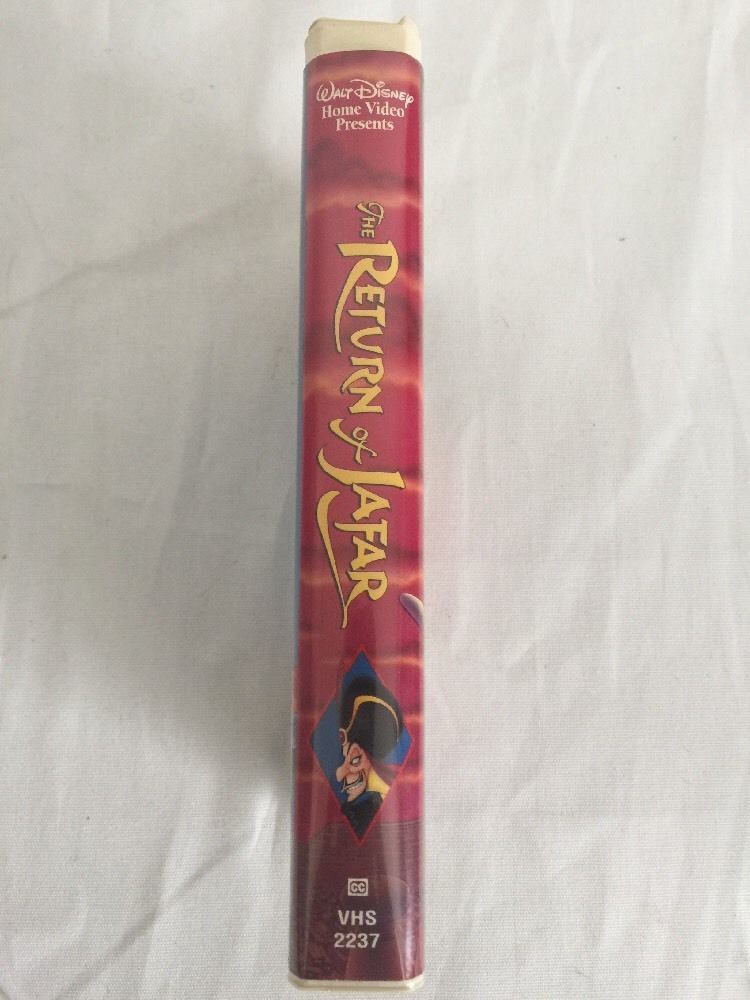 WALT DISNEY
Home Video
Presents
THE RETURN of JAFAR
CC
VHS
2237